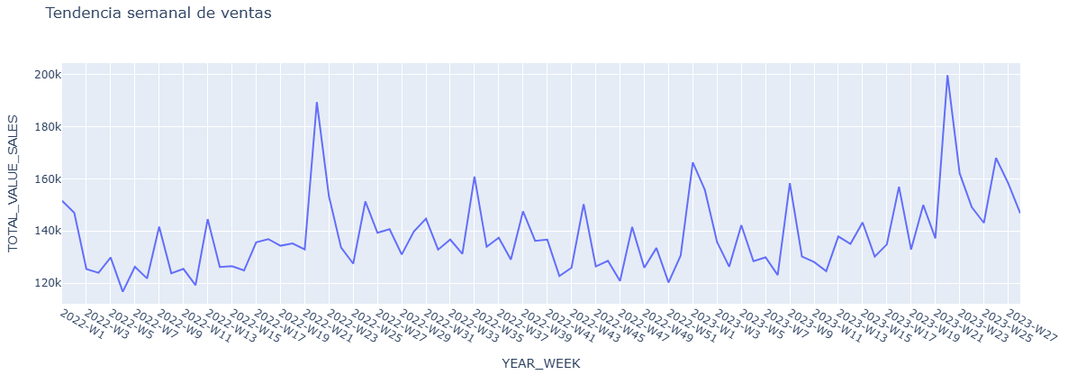 Tendencia semanal de ventas
TOTAL_VALUE_SALES
200k
180k
160k
140k
120k
2022-W1
2022-W3
2022-W5
2022-W7
2022-W9
2022-W11
2022-W13
2022-W15
2022-W17
2022-W19
2022-W21
2022-W23
2022-W25
2022-W27
2022-W29
2022-W31
2022-W33
2022-W35
2022-W37
2022-W39
2022-W41
2022-W43
2022-W45
2022-W47
2022-W49
2022-W51
2023-W1
2023-W3
2023-W5
2023-W7
2023-W9
2023-W11
2023-W13
2023-W15
2023-W17
2023-W19
2023-W21
2023-W23
2023-W25
2023-W27
YEAR_WEEK